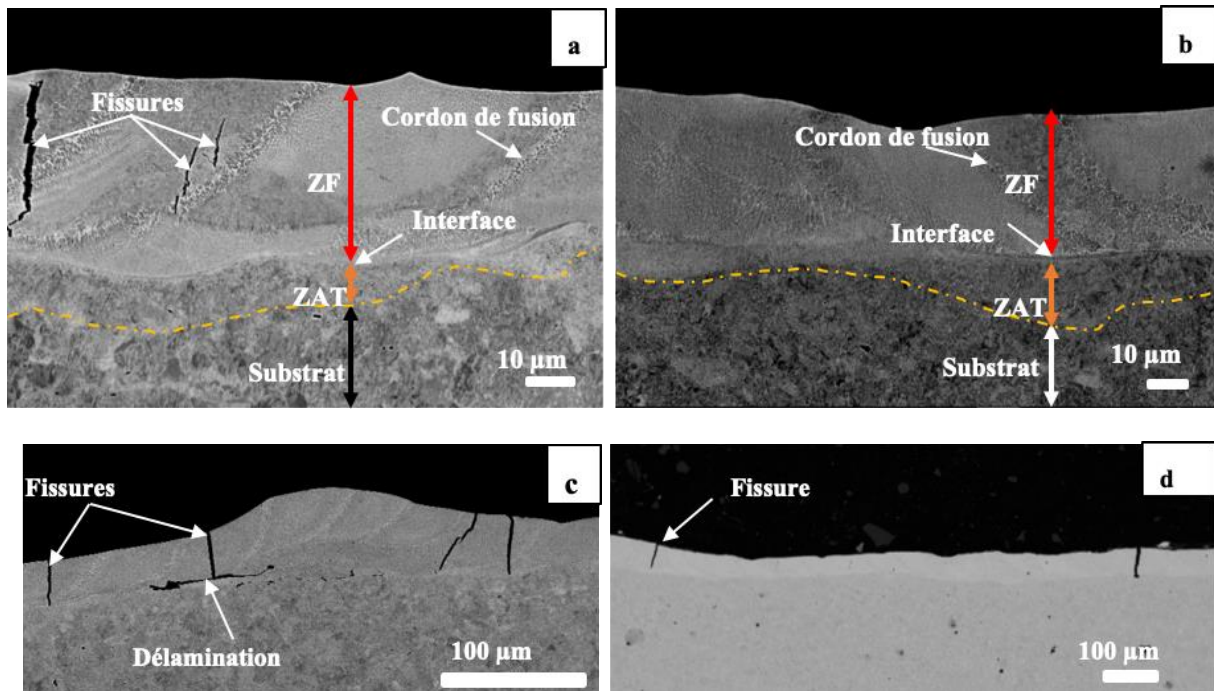 a
Fissures
Cordon de fusion
ZF
Interface
ZAT
Substrat
10 µm
b
Cordon de fusion
ZF
Interface
ZAT
Substrat
10 µm
c
Fissures
Délamination
100 µm
d
Fissure
100 µm